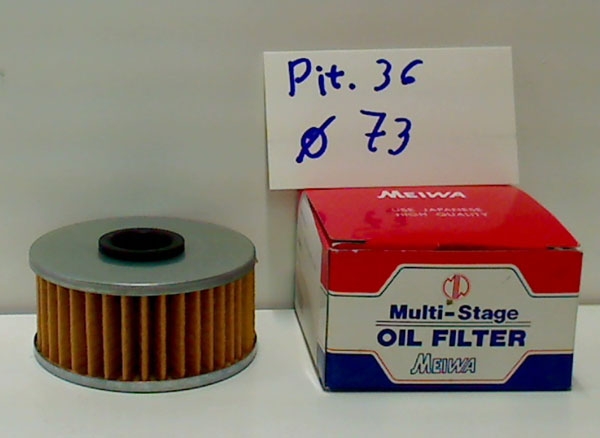 Pit. 36
Ø 73
MEIWA
USE JAPANESE
HIGH QUALITY
Multi-Stage
OIL FILTER
MEIWA